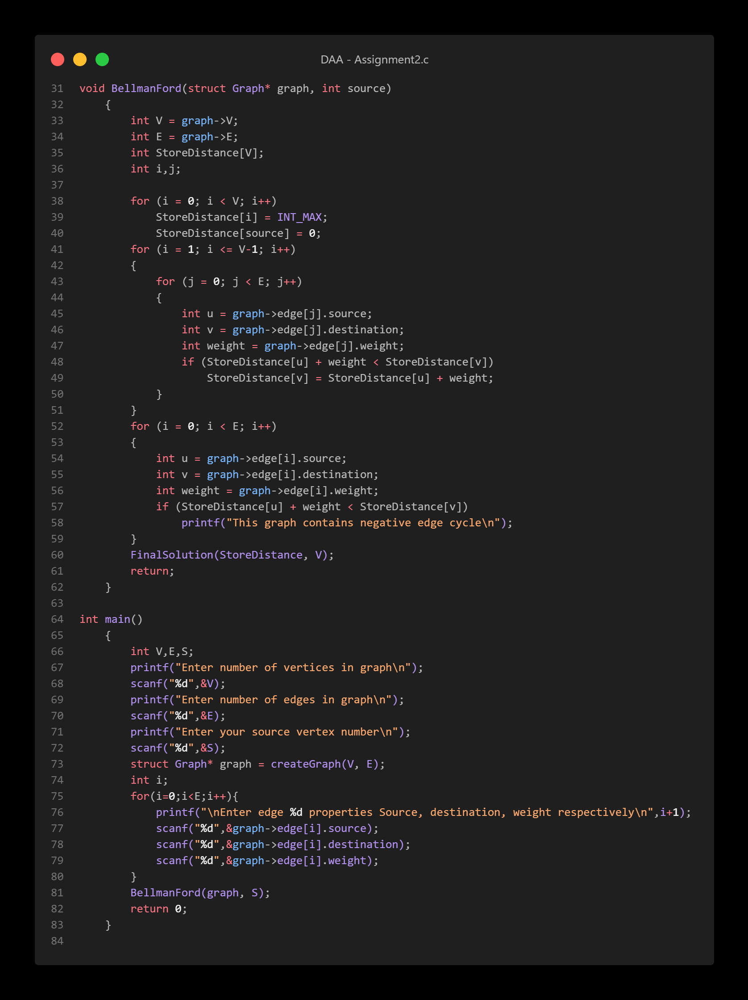 DAA - Assignment2.c
31 void BellmanFord(struct Graph* graph, int source)
32     {
33         int V = graph->V;
34         int E = graph->E;
35         int StoreDistance[V];
36         int i,j;
37
38         for (i = 0; i < V; i++)
39             StoreDistance[i] = INT_MAX;
40             StoreDistance[source] = 0;
41         for (i = 1; i <= V-1; i++)
42         {
43             for (j = 0; j < E; j++)
44             {
45                 int u = graph->edge[j].source;
46                 int v = graph->edge[j].destination;
47                 int weight = graph->edge[j].weight;
48                 if (StoreDistance[u] + weight < StoreDistance[v])
49                     StoreDistance[v] = StoreDistance[u] + weight;
50             }
51         }
52         for (i = 0; i < E; i++)
53         {
54             int u = graph->edge[i].source;
55             int v = graph->edge[i].destination;
56             int weight = graph->edge[i].weight;
57             if (StoreDistance[u] + weight < StoreDistance[v])
58                 printf("This graph contains negative edge cycle\n");
59         }
60         FinalSolution(StoreDistance, V);
61         return;
62     }
63
64 int main()
65     {
66         int V,E,S;
67         printf("Enter number of vertices in graph\n");
68         scanf("%d",&V);
69         printf("Enter number of edges in graph\n");
70         scanf("%d",&E);
71         printf("Enter your source vertex number\n");
72         scanf("%d",&S);
73         struct Graph* graph = createGraph(V, E);
74         int i;
75         for(i=0;i<E;i++){
76             printf("\nEnter edge %d properties Source, destination, weight respectively\n",i+1);
77             scanf("%d",&graph->edge[i].source);
78             scanf("%d",&graph->edge[i].destination);
79             scanf("%d",&graph->edge[i].weight);
80         }
81         BellmanFord(graph, S);
82         return 0;
83     }
84